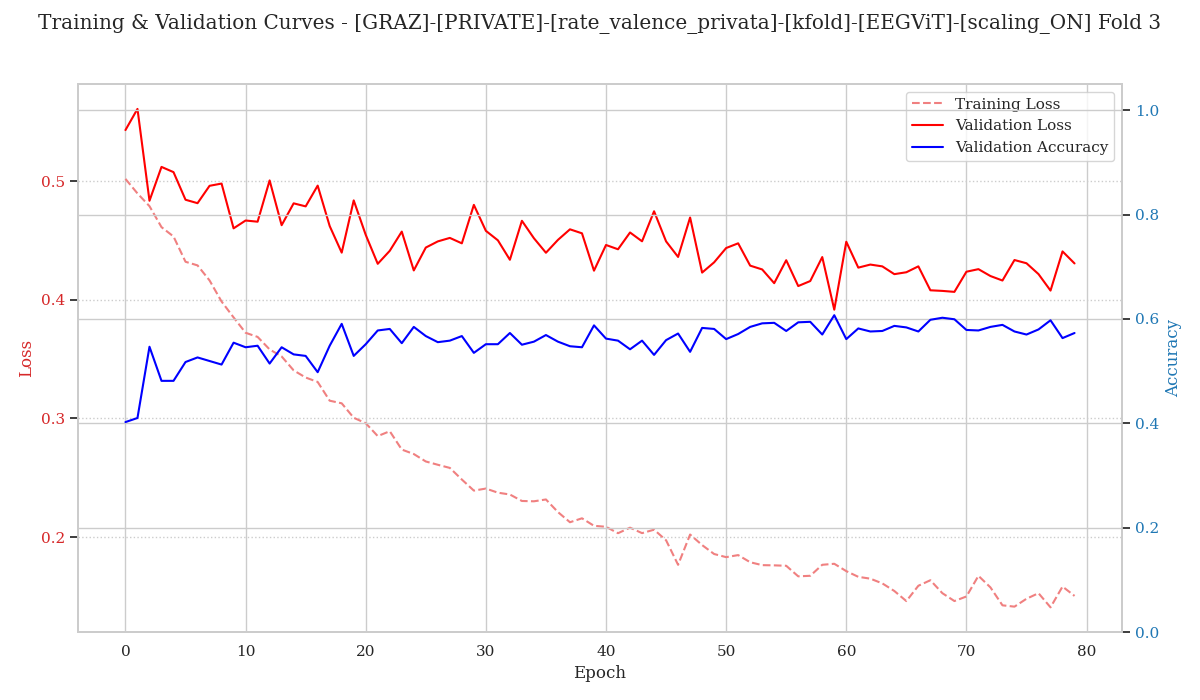 Training & Validation Curves - [GRAZ]-[PRIVATE]-[rate_valence_privata]-[kfold]-[EEGViT]-[scaling_ON] Fold 3
Training Loss
Validation Loss
Validation Accuracy
Loss
0.5
0.4
0.3
0.2
1.0
0.8
0.6
0.4
0.2
0.0
Accuracy
0 10 20 30 40 50 60 70 80
Epoch